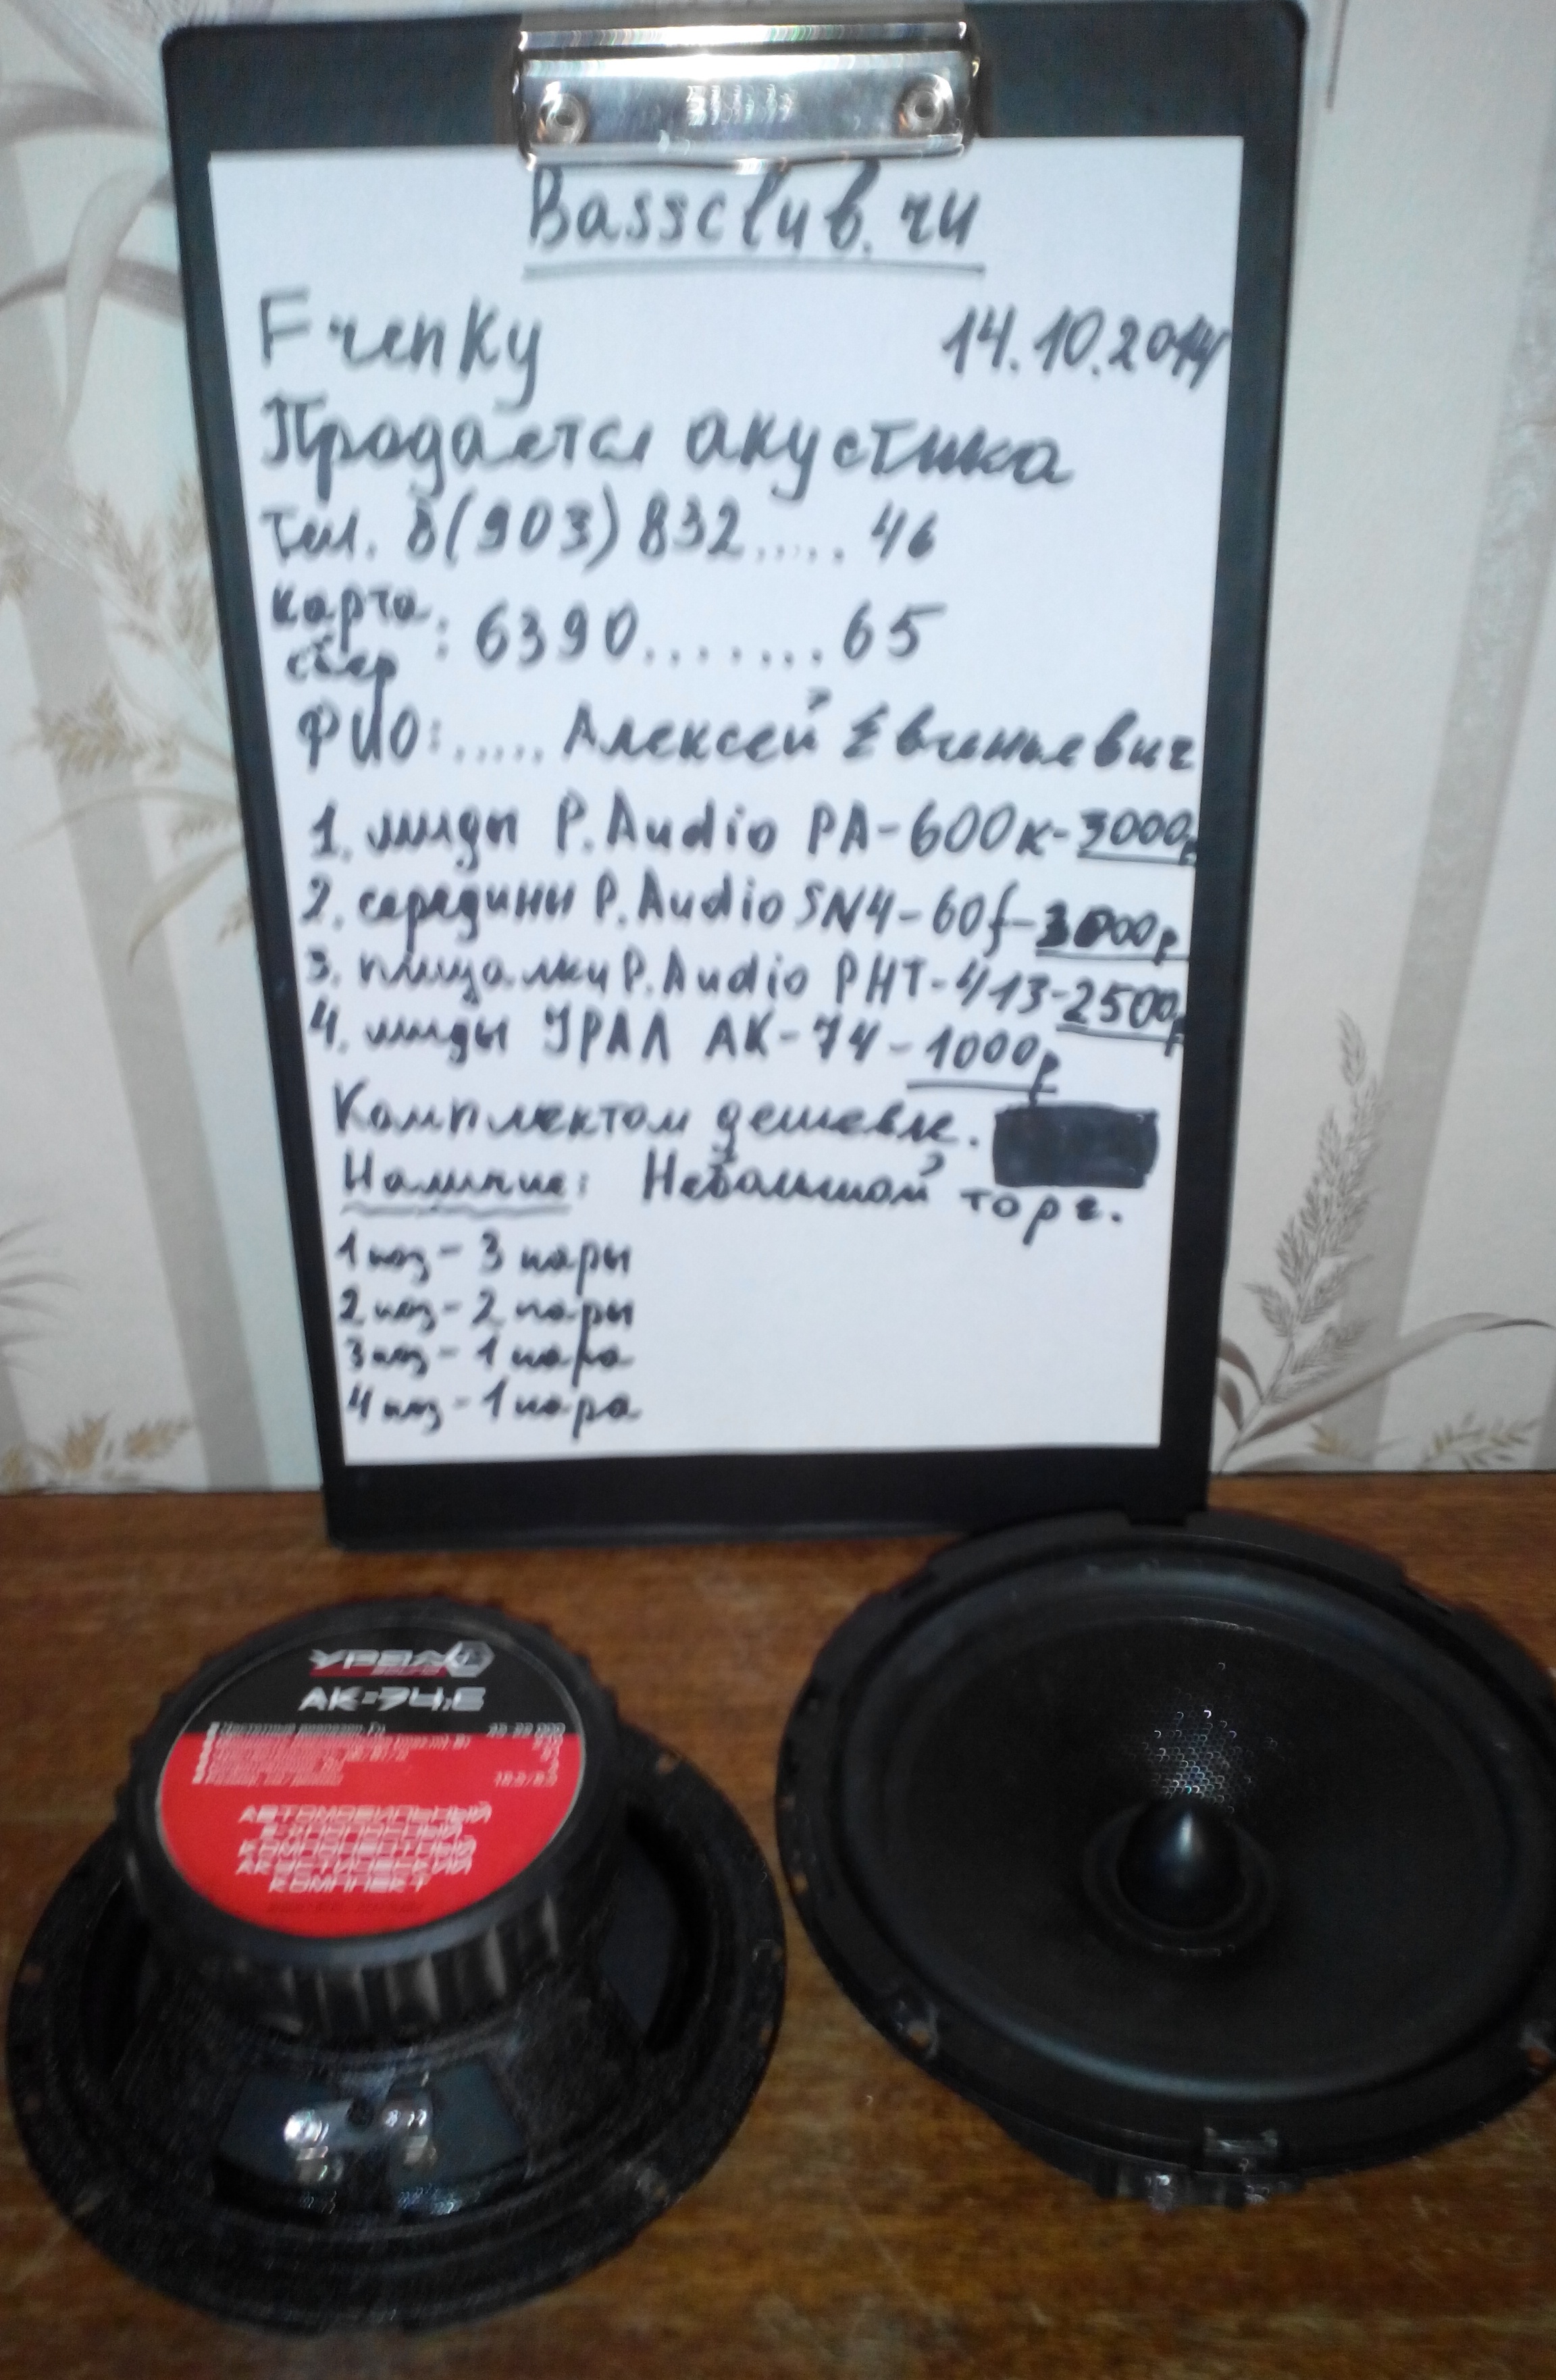 Bassclub.ru
Frenky 14.10.2014
Продаётся акустика
Тел. 8(903) 832..... 46
карта сбер : 6390........65
ФИО:..... Алексей Евгеньевич
1. миды P.Audio PA-600к-3000р
2. середины P.Audio SN4-60f-3000р
3. пищалки P.Audio PHT-413-2500р
4. миды УРАЛ АК-74-1000р
Комплектом дешевле.
Наличие: Небольшой торг.
1 поз - 3 пары
2 поз - 2 пары
3 поз - 1 пара
4 поз - 1 пара
УРАЛ
АК-74.С
АВТОМОБИЛЬНЫЙ
КОМПОНЕНТНЫЙ
АКУСТИЧЕСКИЙ
КОМПЛЕКТ